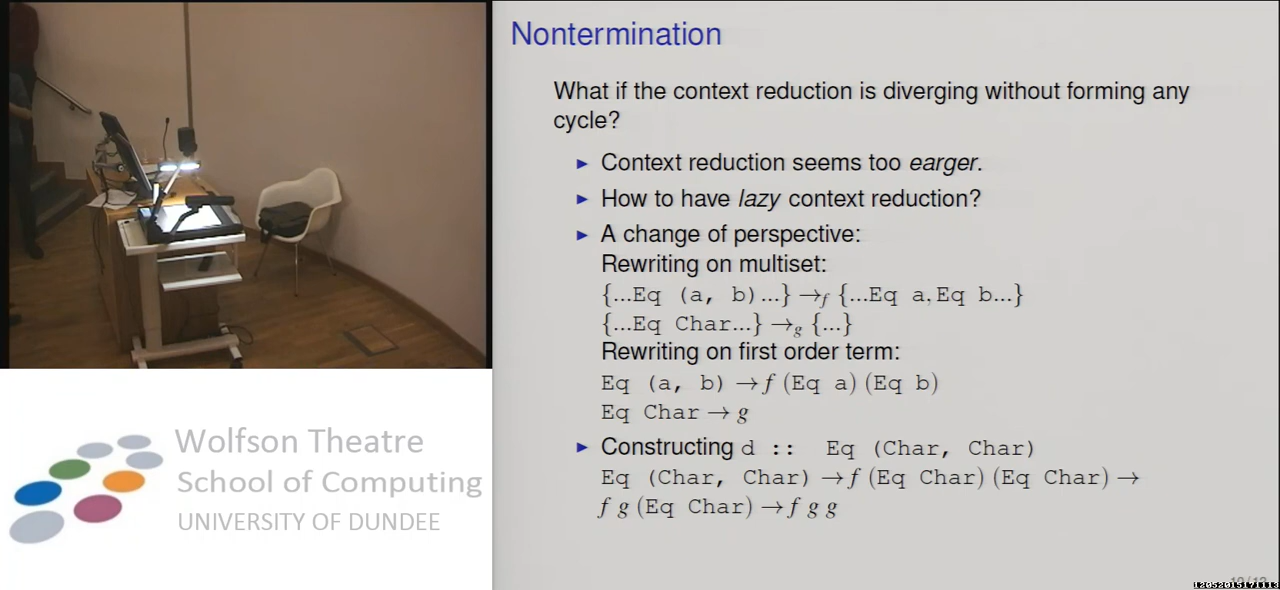 Nontermination
What if the context reduction is diverging without forming any
cycle?
► Context reduction seems too earger.
► How to have lazy context reduction?
► A change of perspective:
Rewriting on multiset:
{...Eq (a, b)...} →f {...Eq a, Eq b...}
{...Eq Char...} →g {...}
Rewriting on first order term:
Eq (a, b) → f (Eq a) (Eq b)
Eq Char → g
► Constructing d :: Eq (Char, Char)
Eq (Char, Char) → f (Eq Char) (Eq Char) →
f g (Eq Char) → f g g
Wolfson Theatre
School of Computing
UNIVERSITY OF DUNDEE